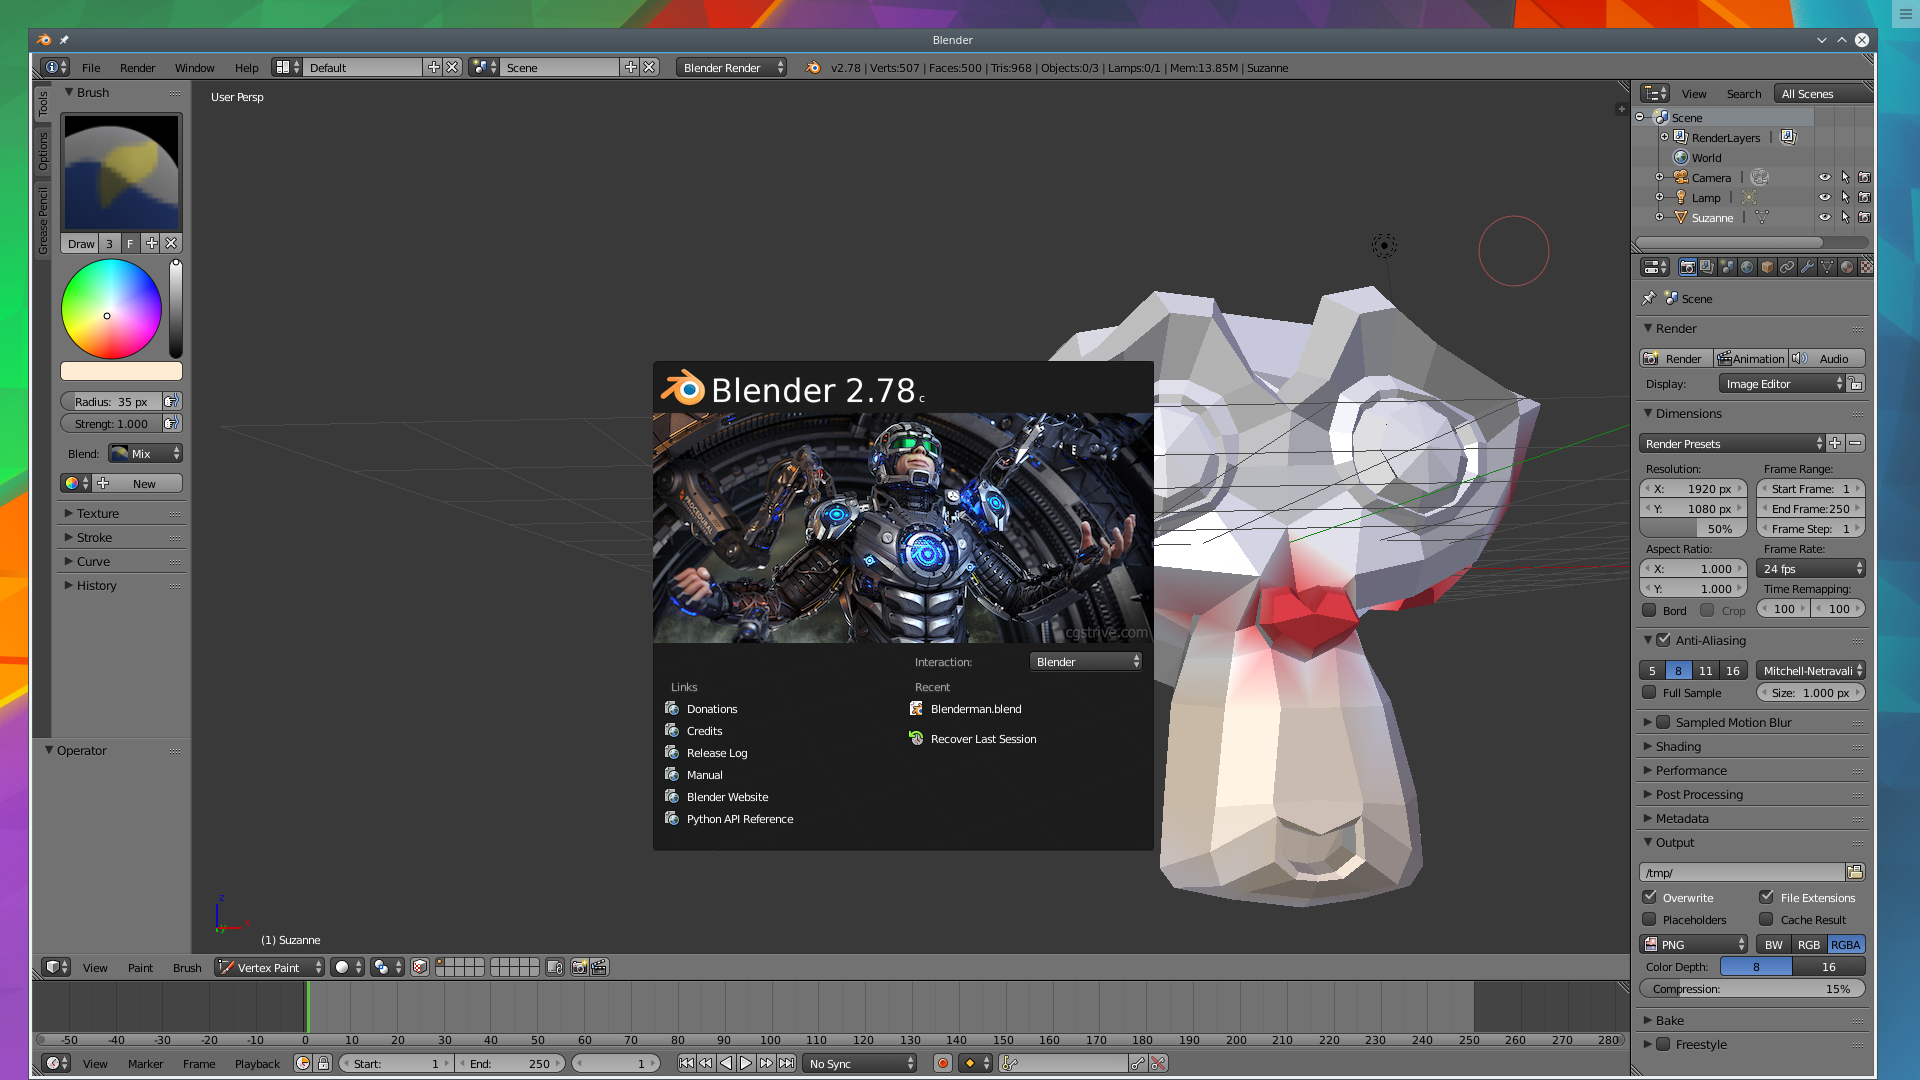 Blender
File Render Window Help Default Scene Blender Render v2.78 | Verts:507 | Faces:500 | Tris:968 | Objects:0/3 | Lamps:0/1 | Mem:13.85M | Suzanne
Tools
Options
Grease Pencil
Brush
Draw 3 F
Radius: 35 px
Strengt: 1.000
Blend: Mix
New
Texture
Stroke
Curve
History
Operator
User Persp
(1) Suzanne
Blender 2.78 c
PROCEDURAL
cgstrive.com
Interaction: Blender
Links
Donations
Credits
Release Log
Manual
Blender Website
Python API Reference
Recent
Blenderman.blend
Recover Last Session
View Search All Scenes
Scene
RenderLayers
World
Camera
Lamp
Suzanne
Scene
Render
Render Animation Audio
Display: Image Editor
Dimensions
Render Presets
Resolution: Frame Range:
X: 1920 px Start Frame: 1
Y: 1080 px End Frame: 250
50% Frame Step: 1
Aspect Ratio: Frame Rate:
X: 1.000 24 fps
Y: 1.000 Time Remapping:
Bord Crop 100 100
Anti-Aliasing
5 8 11 16 Mitchell-Netravali
Full Sample Size: 1.000 px
Sampled Motion Blur
Shading
Performance
Post Processing
Metadata
Output
/tmp/
Overwrite File Extensions
Placeholders Cache Result
PNG BW RGB RGBA
Color Depth: 8 16
Compression: 15%
Bake
Freestyle
z
x
y
View Paint Brush Vertex Paint
-50 -40 -30 -20 -10 0 10 20 30 40 50 60 70 80 90 100 110 120 130 140 150 160 170 180 190 200 210 220 230 240 250 260 270 280
View Marker Frame Playback Start: 1 End: 250 1 No Sync